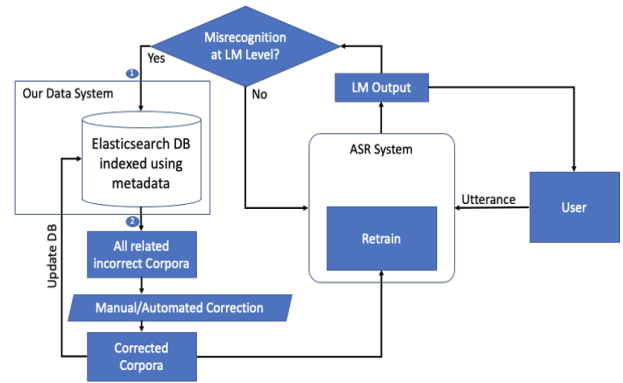 Misrecognition
at LM Level?
Yes
No
1
Our Data System
Elasticsearch DB
indexed using
metadata
2
All related
incorrect Corpora
Manual/Automated Correction
Corrected
Corpora
Update DB
LM Output
ASR System
Retrain
Utterance
User